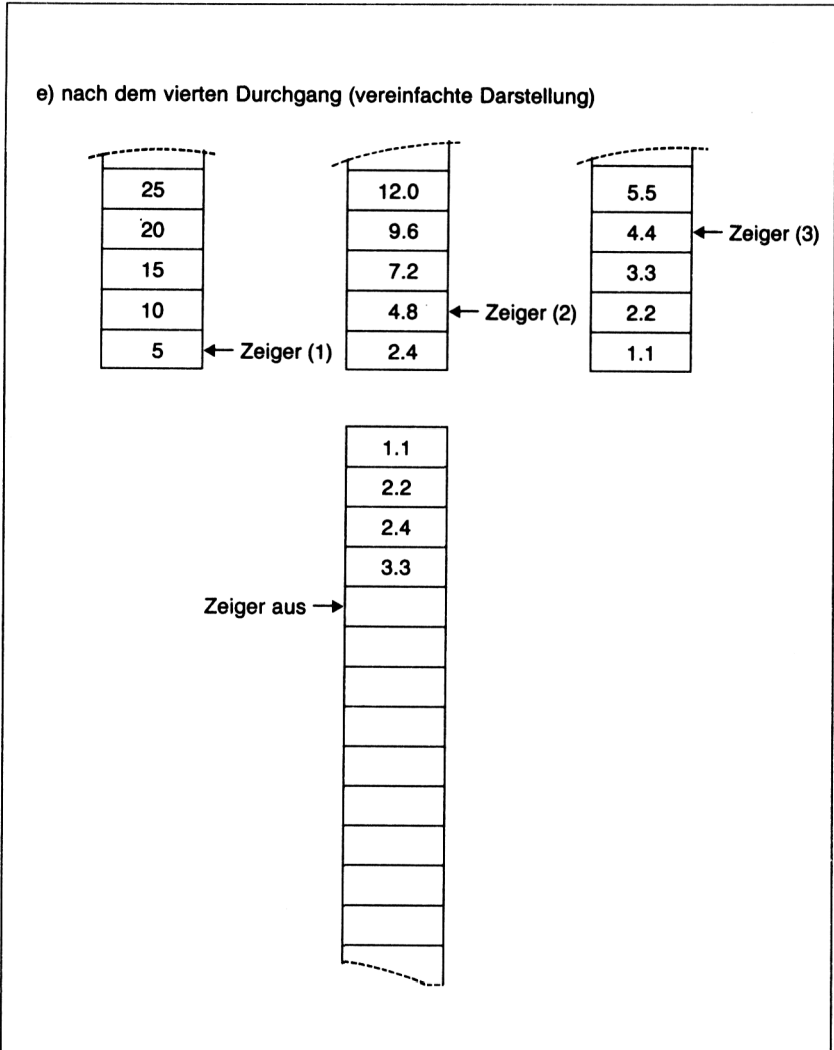 e) nach dem vierten Durchgang (vereinfachte Darstellung)
25 12.0 5.5
20 9.6 4.4 Zeiger (3)
15 7.2 3.3
10 4.8 Zeiger (2) 2.2
5 Zeiger (1) 2.4 1.1
1.1
2.2
2.4
3.3
Zeiger aus